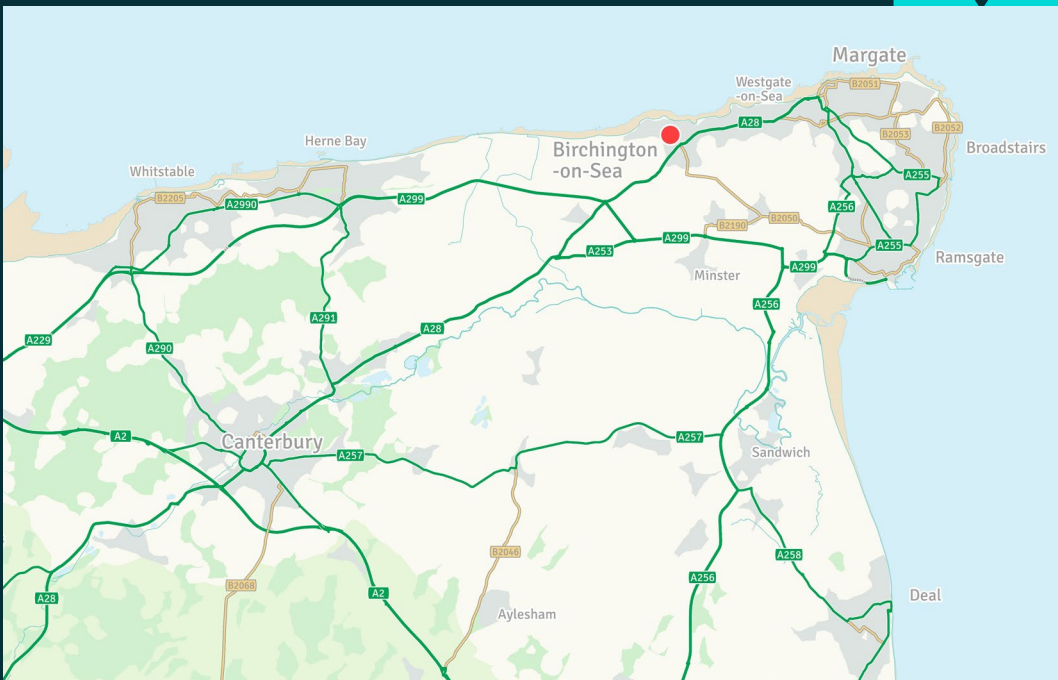 Margate
Westgate
-on-Sea
B2051
A28
B2052
B2053
Herne Bay
Birchington
-on-Sea
Broadstairs
Whitstable
A255
B2205
A2990
A299
A256
B2050
B2190
A299
A253
A255
Ramsgate
A299
Minster
A256
A291
A28
A229
A290
A2
Canterbury
A257
A257
Sandwich
B2046
A258
A256
B2068
A2
A28
Deal
Aylesham